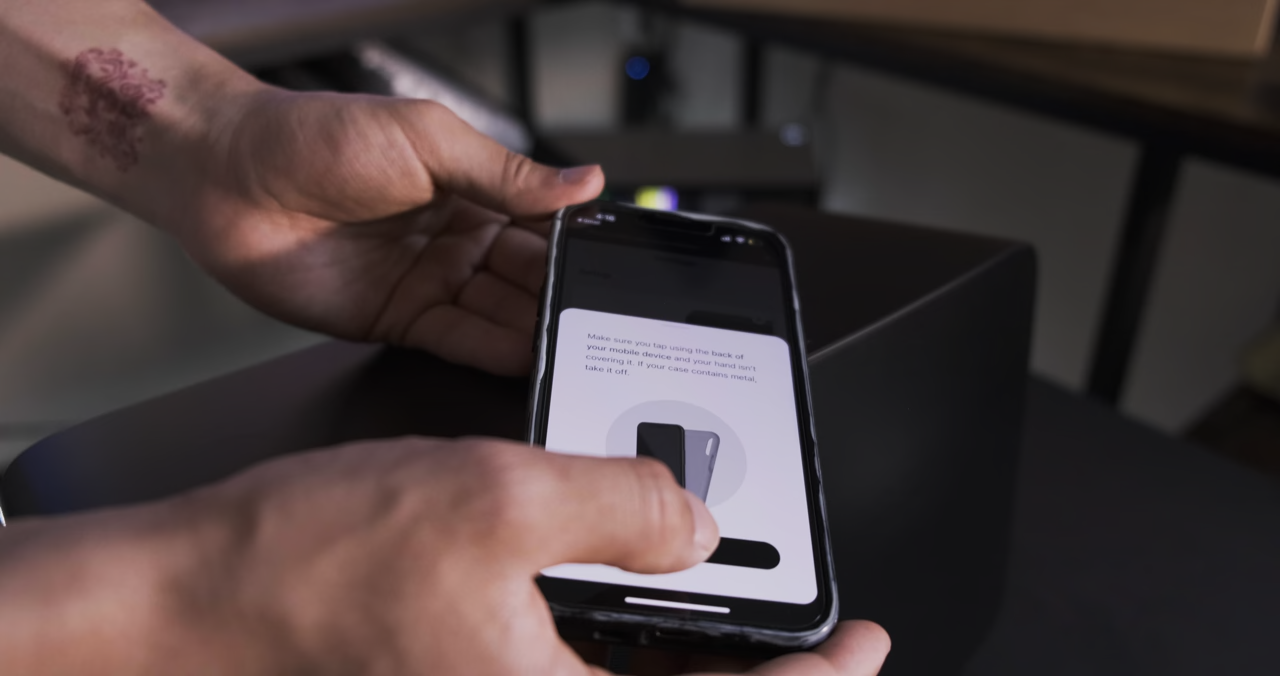 Make sure you tap using the back of
your mobile device and your hand isn't
covering it. If your case contains metal,
take it off.